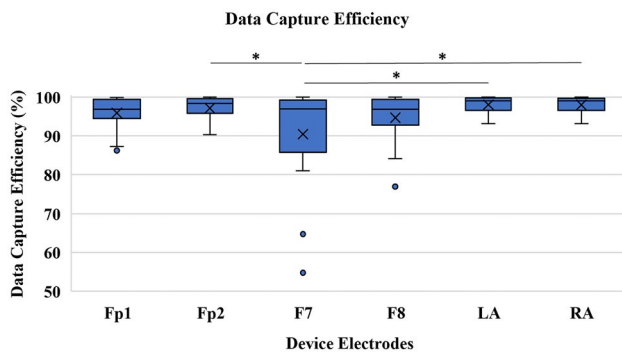 Data Capture Efficiency
*
*
*
Data Capture Efficiency (%)
100
90
80
70
60
50
Fp1 Fp2 F7 F8 LA RA
Device Electrodes